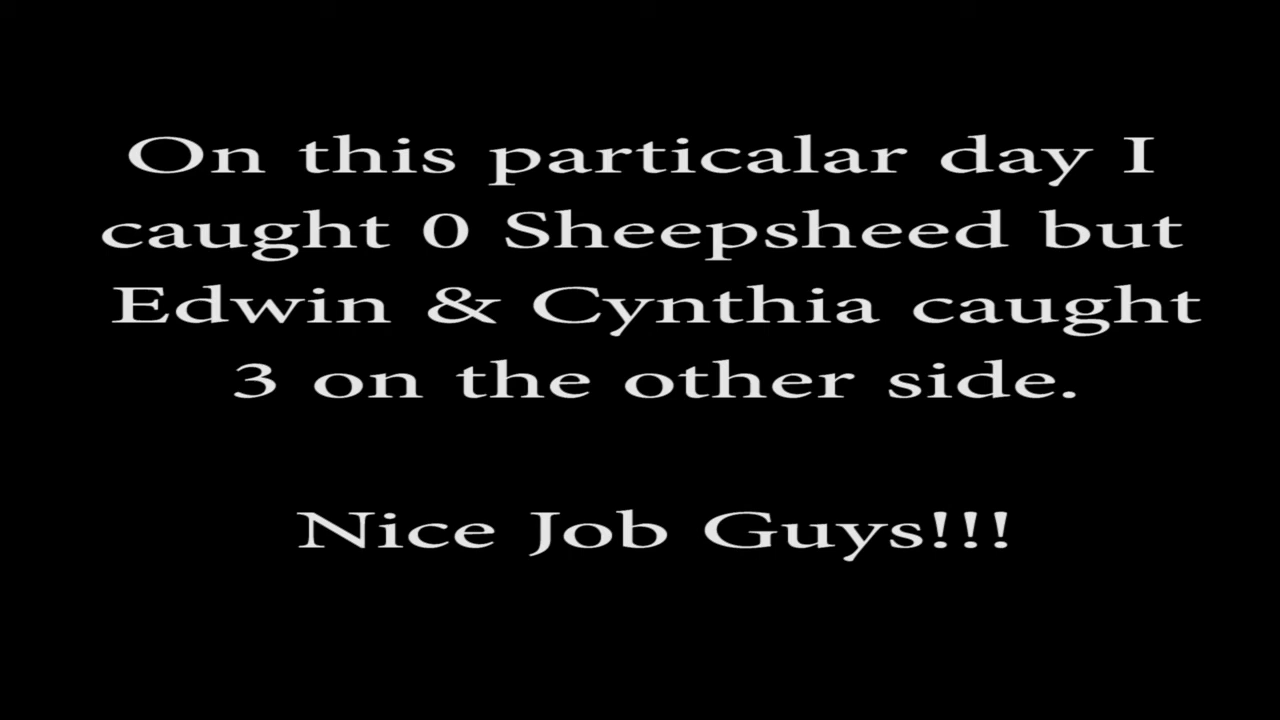 On this particalar day I
caught 0 Sheepsheed but
Edwin & Cynthia caught
3 on the other side.
Nice Job Guys!!!